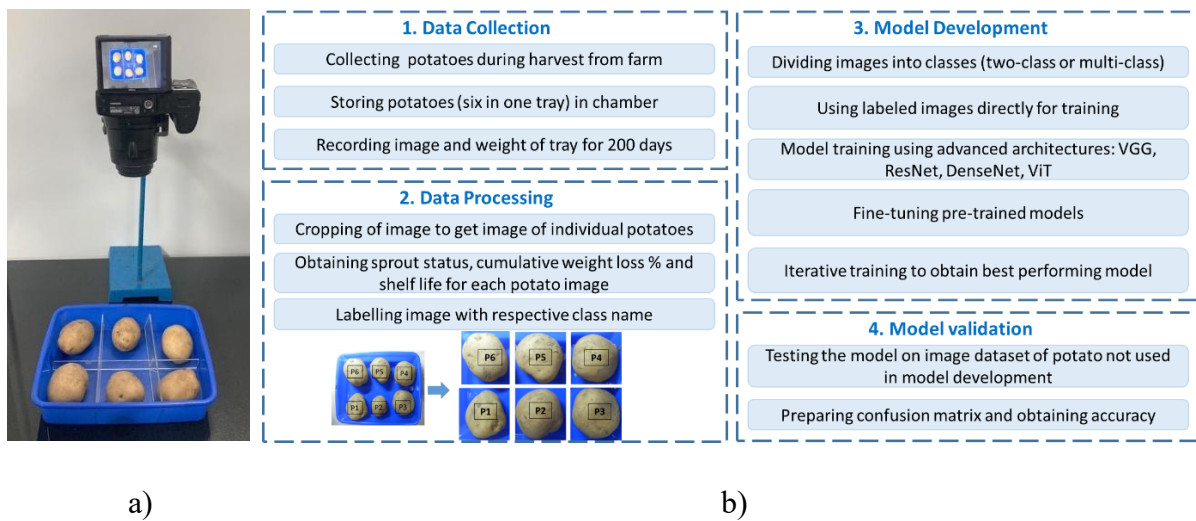 1. Data Collection
Collecting potatoes during harvest from farm
Storing potatoes (six in one tray) in chamber
Recording image and weight of tray for 200 days
2. Data Processing
Cropping of image to get image of individual potatoes
Obtaining sprout status, cumulative weight loss % and
shelf life for each potato image
Labelling image with respective class name
P6 P5 P4
P1 P2 P3
P6 P5 P4
P1 P2 P3
3. Model Development
Dividing images into classes (two-class or multi-class)
Using labeled images directly for training
Model training using advanced architectures: VGG,
ResNet, DenseNet, ViT
Fine-tuning pre-trained models
Iterative training to obtain best performing model
4. Model validation
Testing the model on image dataset of potato not used
in model development
Preparing confusion matrix and obtaining accuracy
a)
b)